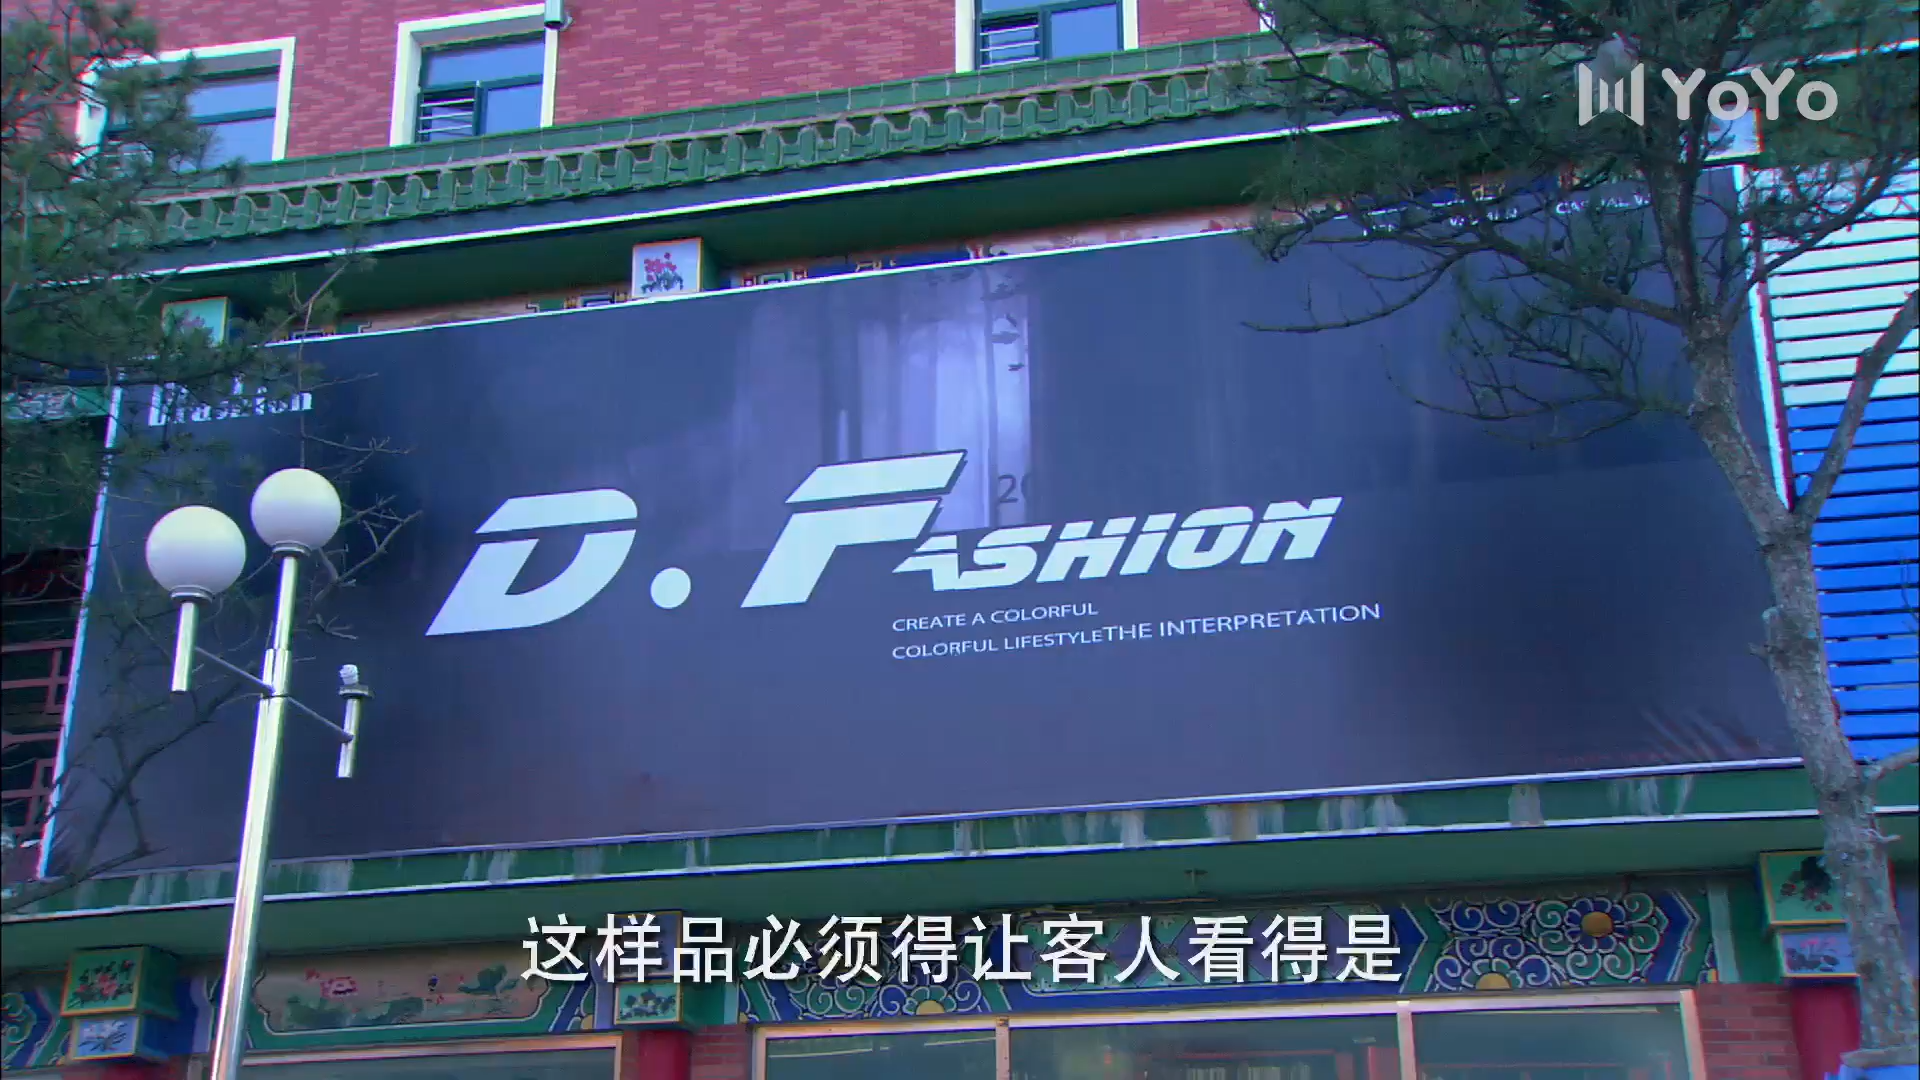 YoYo
D.FASHION
CREATE A COLORFUL
COLORFUL LIFESTYLETHE INTERPRETATION
这样品必须得让客人看得是